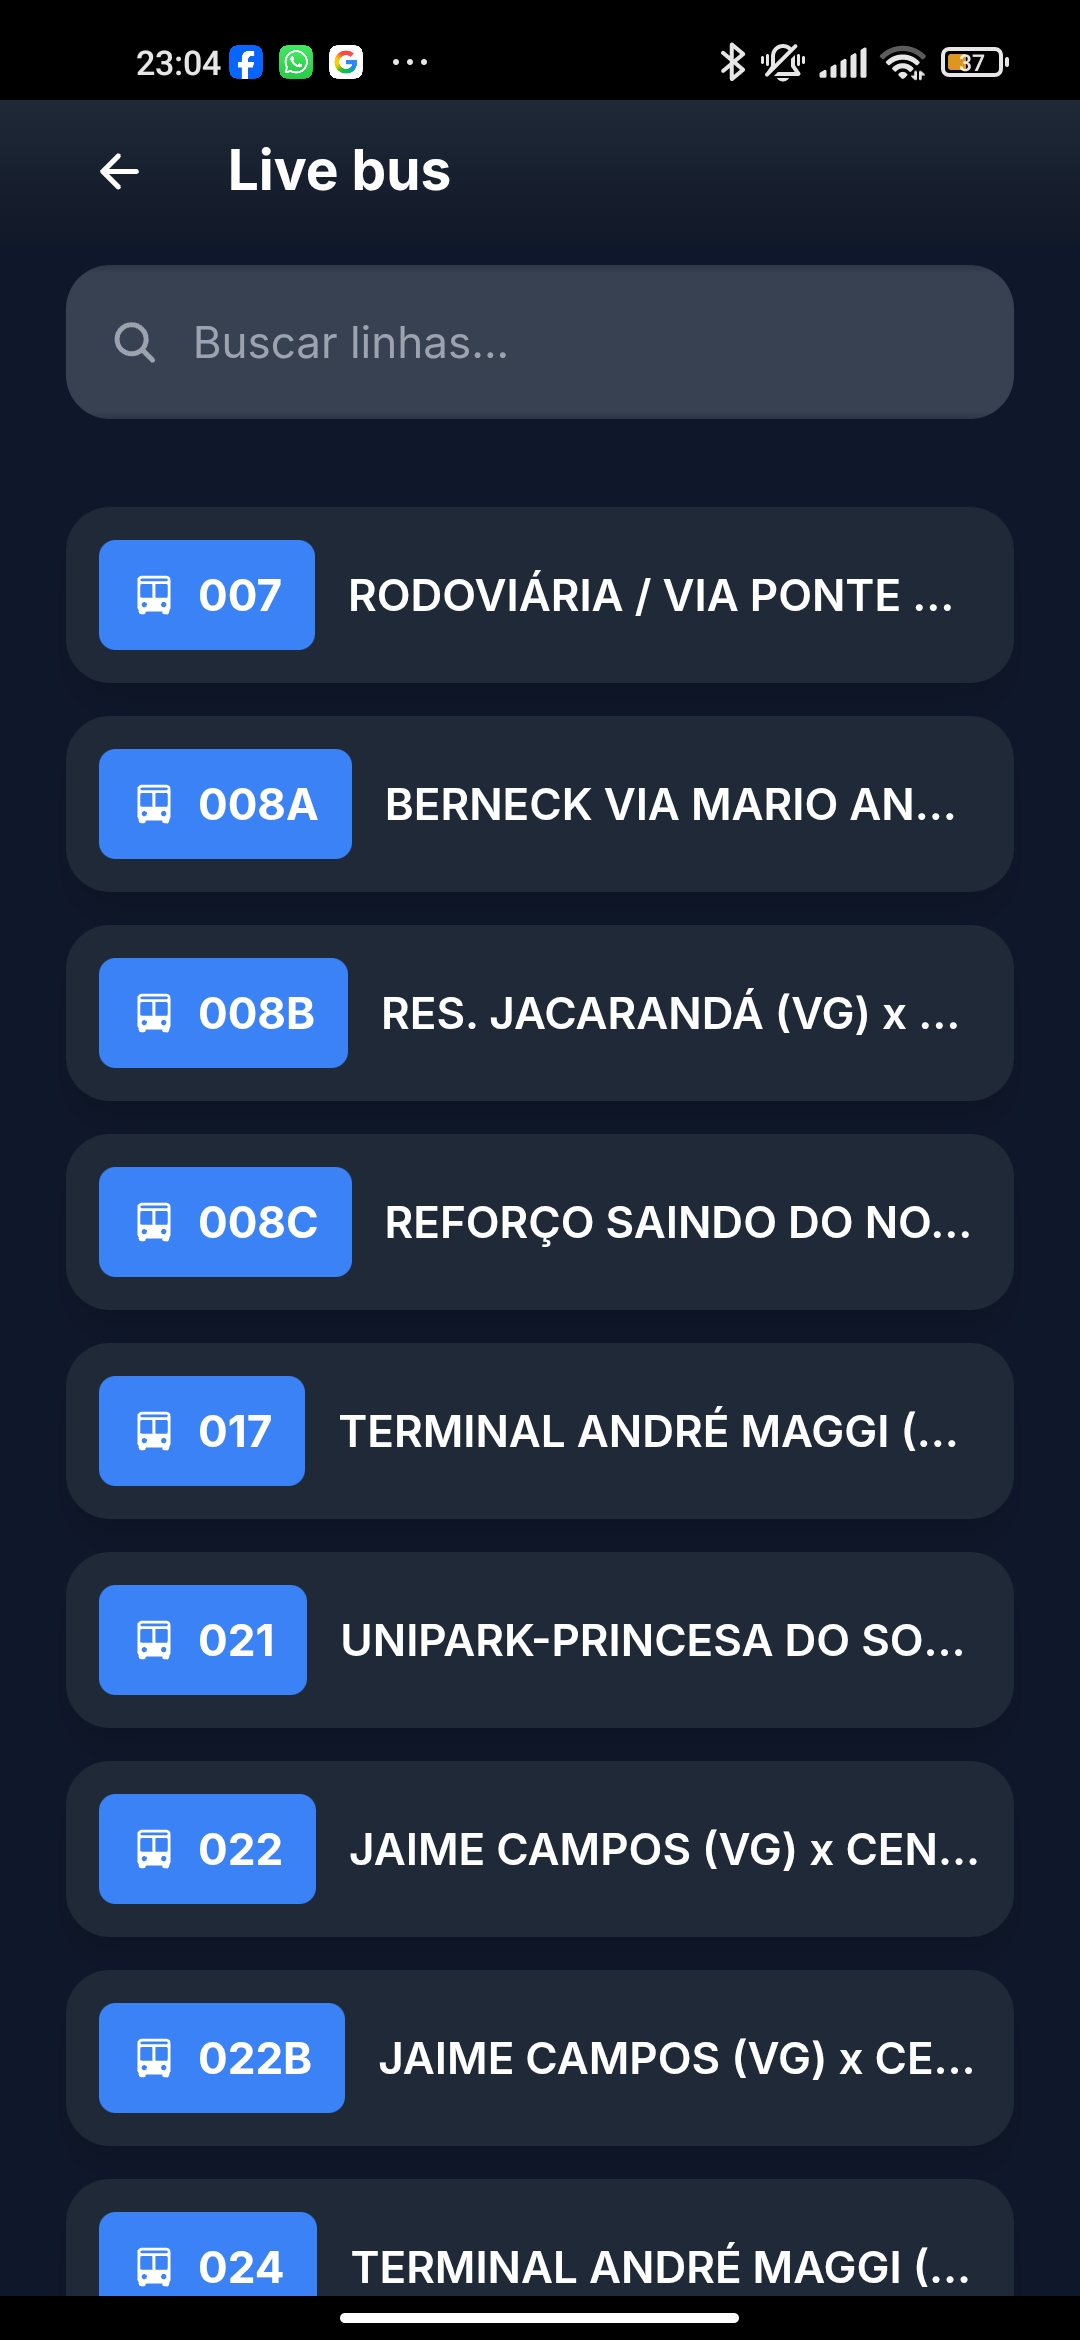 23:04 37
Live bus
Buscar linhas...
007 RODOVIÁRIA / VIA PONTE ...
008A BERNECK VIA MARIO AN...
008B RES. JACARANDÁ (VG) x ...
008C REFORÇO SAINDO DO NO...
017 TERMINAL ANDRÉ MAGGI (...
021 UNIPARK-PRINCESA DO SO...
022 JAIME CAMPOS (VG) x CEN...
022B JAIME CAMPOS (VG) x CE...
024 TERMINAL ANDRÉ MAGGI (...